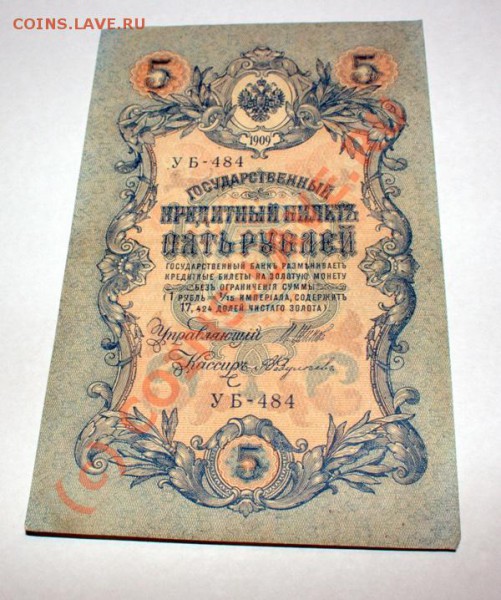 COINS.LAVE.RU
5 5
1909
УБ-484
ГОСУДАРСТВЕННЫЙ
КРЕДИТНЫЙ БИЛЕТЪ
ПЯТЬ РУБЛЕЙ
ГОСУДАРСТВЕННЫЙ БАНКЪ РАЗМѢНИВАЕТЪ
КРЕДИТНЫЕ БИЛЕТЫ НА ЗОЛОТУЮ МОНЕТУ
БЕЗЪ ОГРАНИЧЕНІЯ СУММЫ
(1 РУБЛЬ = 1/15 ИМПЕРІАЛА, СОДЕРЖИТЪ
17,424 ДОЛЕЙ ЧИСТАГО ЗОЛОТА).
Управляющій
Кассиръ
УБ-484
5